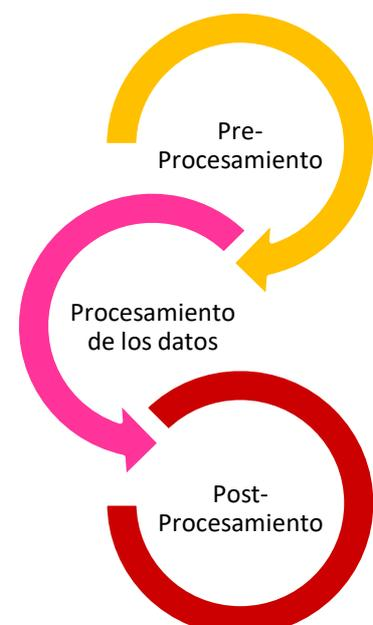 Pre-
Procesamiento
Procesamiento
de los datos
Post-
Procesamiento